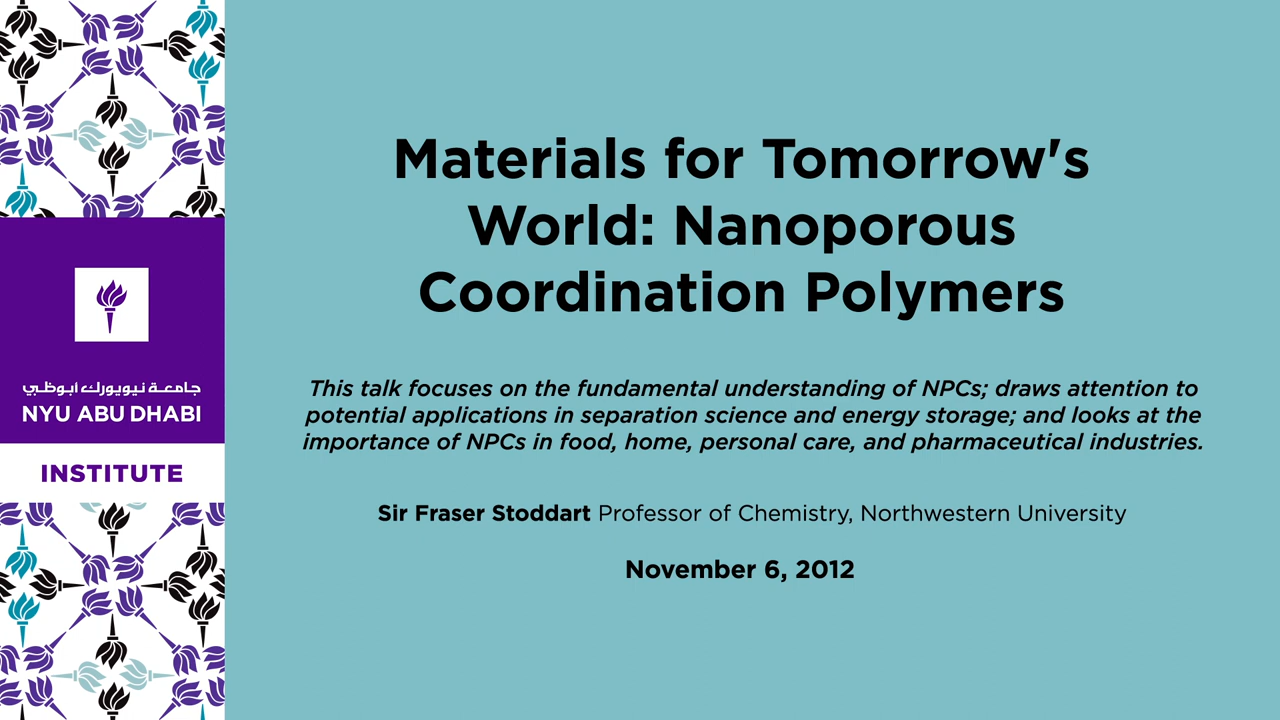 Materials for Tomorrow's
World: Nanoporous
Coordination Polymers
This talk focuses on the fundamental understanding of NPCs; draws attention to
potential applications in separation science and energy storage; and looks at the
importance of NPCs in food, home, personal care, and pharmaceutical industries.
Sir Fraser Stoddart Professor of Chemistry, Northwestern University
November 6, 2012
جامعـة نيويورك أبوظـبي
NYU ABU DHABI
INSTITUTE